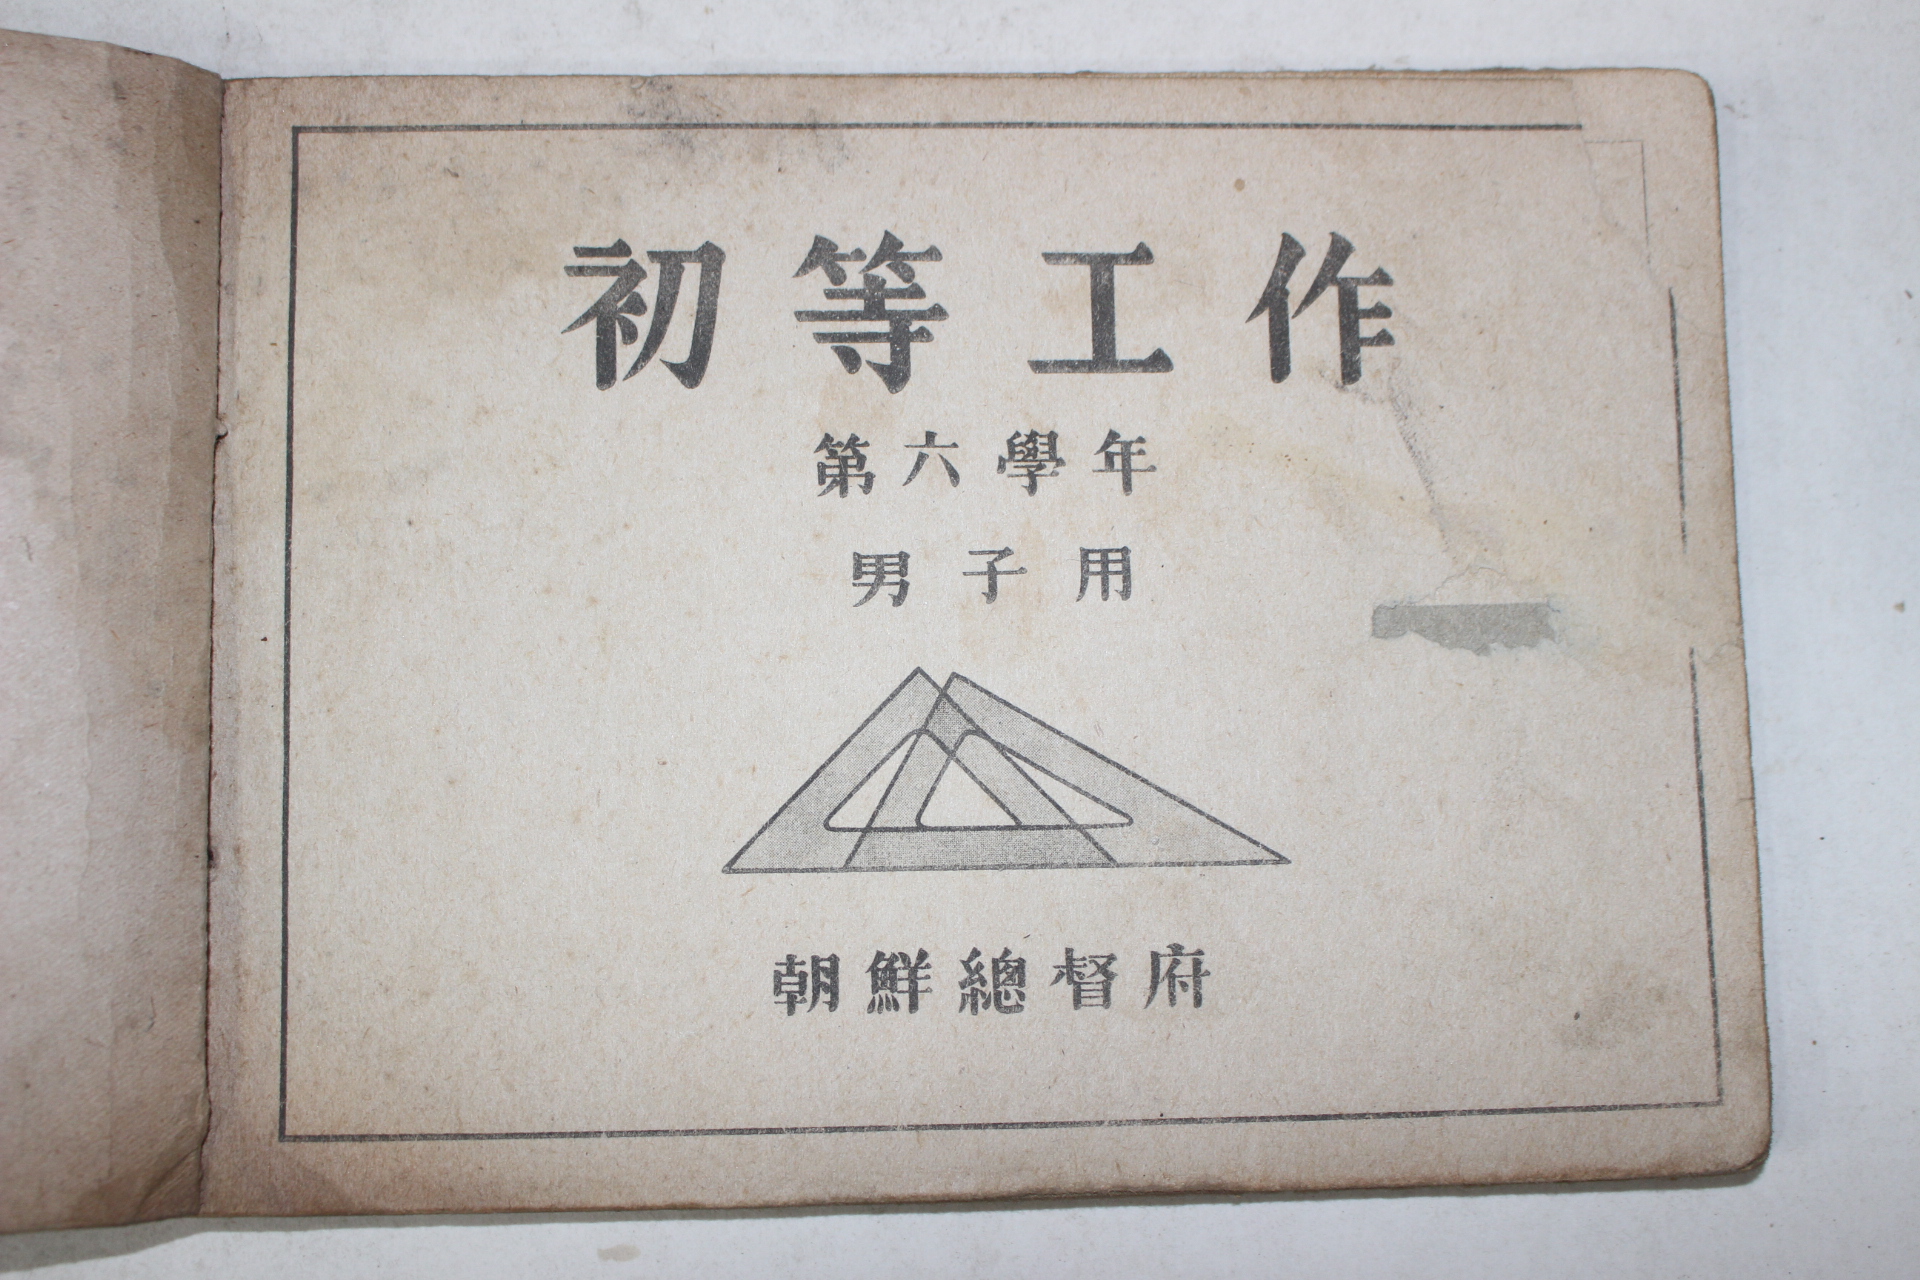 初等工作
第六學年
男子用
朝鮮總督府